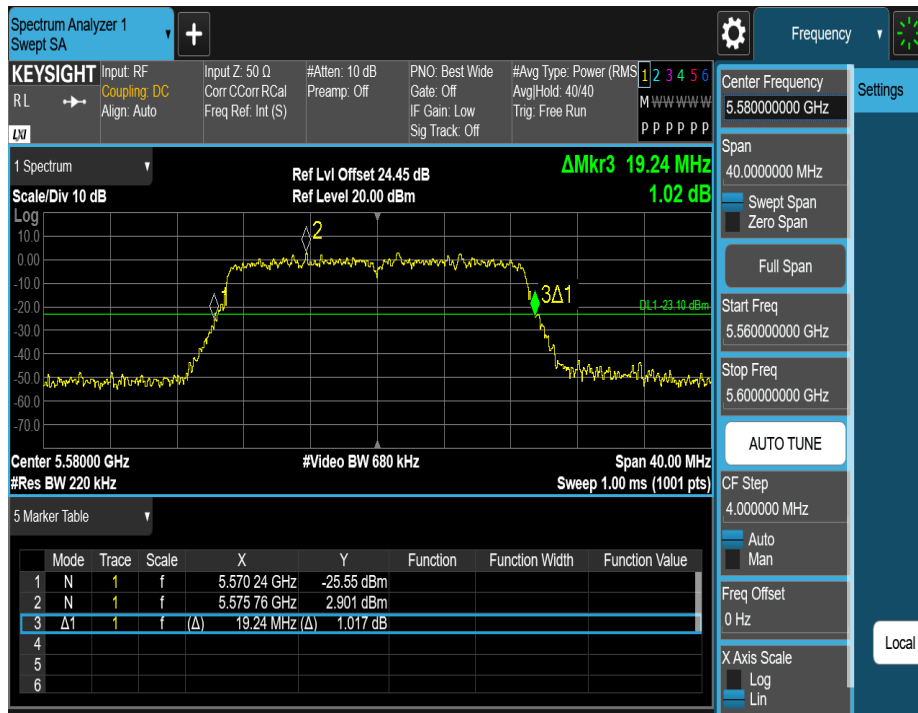 Spectrum Analyzer 1
Swept SA
+
Frequency
KEYSIGHT
RL
LXI
Input: RF
Coupling: DC
Align: Auto
Input Z: 50 Ω
Corr CCorr RCal
Freq Ref: Int (S)
#Atten: 10 dB
Preamp: Off
PNO: Best Wide
Gate: Off
IF Gain: Low
Sig Track: Off
#Avg Type: Power (RMS
Avg|Hold: 40/40
Trig: Free Run
1 2 3 4 5 6
M W W W W W
P P P P P P
1 Spectrum
Scale/Div 10 dB
Ref Lvl Offset 24.45 dB
Ref Level 20.00 dBm
ΔMkr3 19.24 MHz
1.02 dB
Log
10.0
0.00
-10.0
-20.0
-30.0
-40.0
-50.0
-60.0
-70.0
2
1
3Δ1
DL1 -23.10 dBm
Center 5.58000 GHz
#Res BW 220 kHz
#Video BW 680 kHz
Span 40.00 MHz
Sweep 1.00 ms (1001 pts)
5 Marker Table
Mode Trace Scale X Y Function Function Width Function Value
1 N 1 f 5.570 24 GHz -25.55 dBm
2 N 1 f 5.575 76 GHz 2.901 dBm
3 Δ1 1 f (Δ) 19.24 MHz (Δ) 1.017 dB
4
5
6
Center Frequency
5.580000000 GHz
Span
40.0000000 MHz
Swept Span
Zero Span
Full Span
Start Freq
5.560000000 GHz
Stop Freq
5.600000000 GHz
AUTO TUNE
CF Step
4.000000 MHz
Auto
Man
Freq Offset
0 Hz
X Axis Scale
Log
Lin
Settings
Local